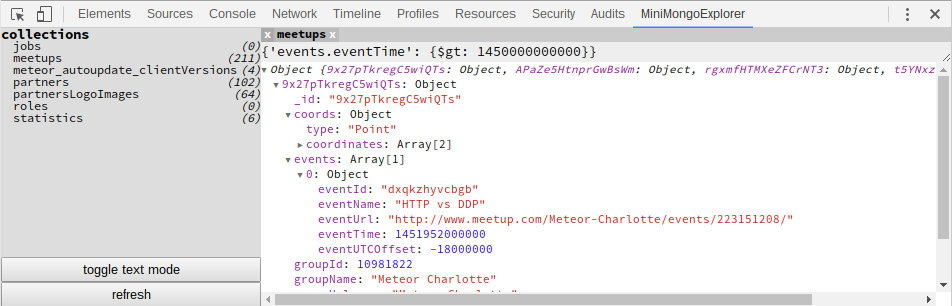 Elements Sources Console Network Timeline Profiles Resources Security Audits MiniMongoExplorer
collections
jobs (0)
meetups (211)
meteor_autoupdate_clientVersions (4)
partners (102)
partnersLogoImages (64)
roles (0)
statistics (6)
toggle text mode
refresh
x meetups x
{'events.eventTime': {$gt: 1450000000000}}
Object {9x27pTkregC5wiQTs: Object, APaZe5HtnprGwBsWm: Object, rgxmfHTMXeZFCrNT3: Object, t5YNxz
9x27pTkregC5wiQTs: Object
_id: "9x27pTkregC5wiQTs"
coords: Object
type: "Point"
coordinates: Array[2]
events: Array[1]
0: Object
eventId: "dxqkzhyvcbgb"
eventName: "HTTP vs DDP"
eventUrl: "http://www.meetup.com/Meteor-Charlotte/events/223151208/"
eventTime: 1451952000000
eventUTCOffset: -18000000
groupId: 10981822
groupName: "Meteor Charlotte"